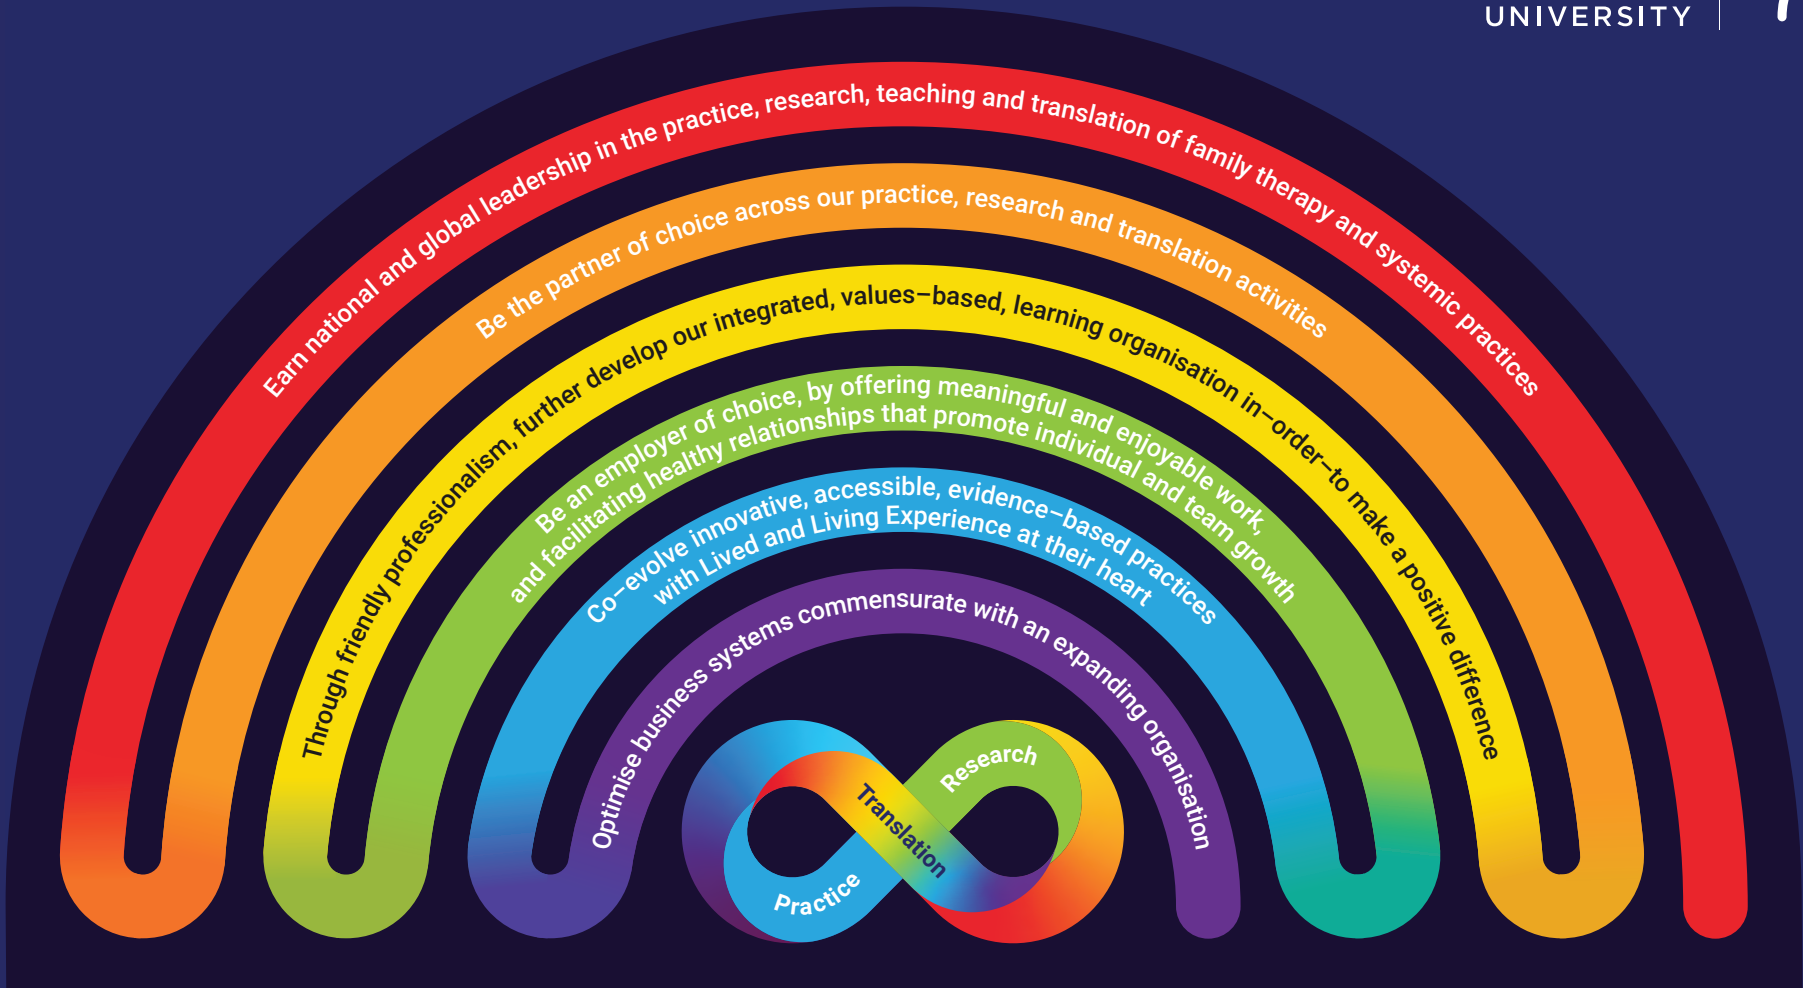 UNIVERSITY
Earn national and global leadership in the practice, research, teaching and translation of family therapy and systemic practices
Be the partner of choice across our practice, research and translation activities
Through friendly professionalism, further develop our integrated, values–based, learning organisation in–order–to make a positive difference
Be an employer of choice, by offering meaningful and enjoyable work,
and facilitating healthy relationships that promote individual and team growth
Co–evolve innovative, accessible, evidence–based practices
with Lived and Living Experience at their heart
Optimise business systems commensurate with an expanding organisation
Research
Translation
Practice